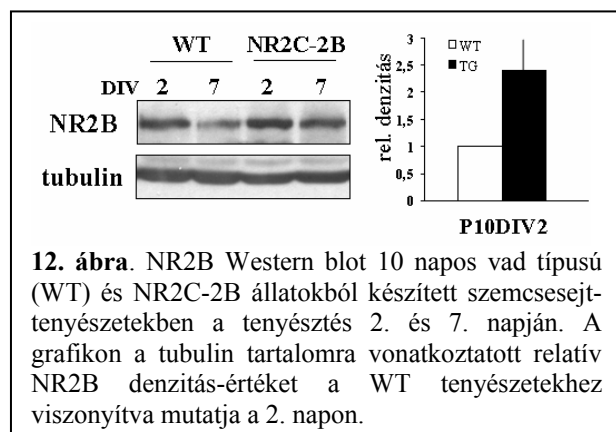 WT NR2C-2B
DIV 2 7 2 7
NR2B
tubulin
rel. denzitás
3
2,5
2
1,5
1
0,5
0
WT
TG
P10DIV2
12. ábra. NR2B Western blot 10 napos vad típusú
(WT) és NR2C-2B állatokból készített szemcsesejt-
tenyészetekben a tenyésztés 2. és 7. napján. A
grafikon a tubulin tartalomra vonatkoztatott relatív
NR2B denzitás-értéket a WT tenyészetekhez
viszonyítva mutatja a 2. napon.